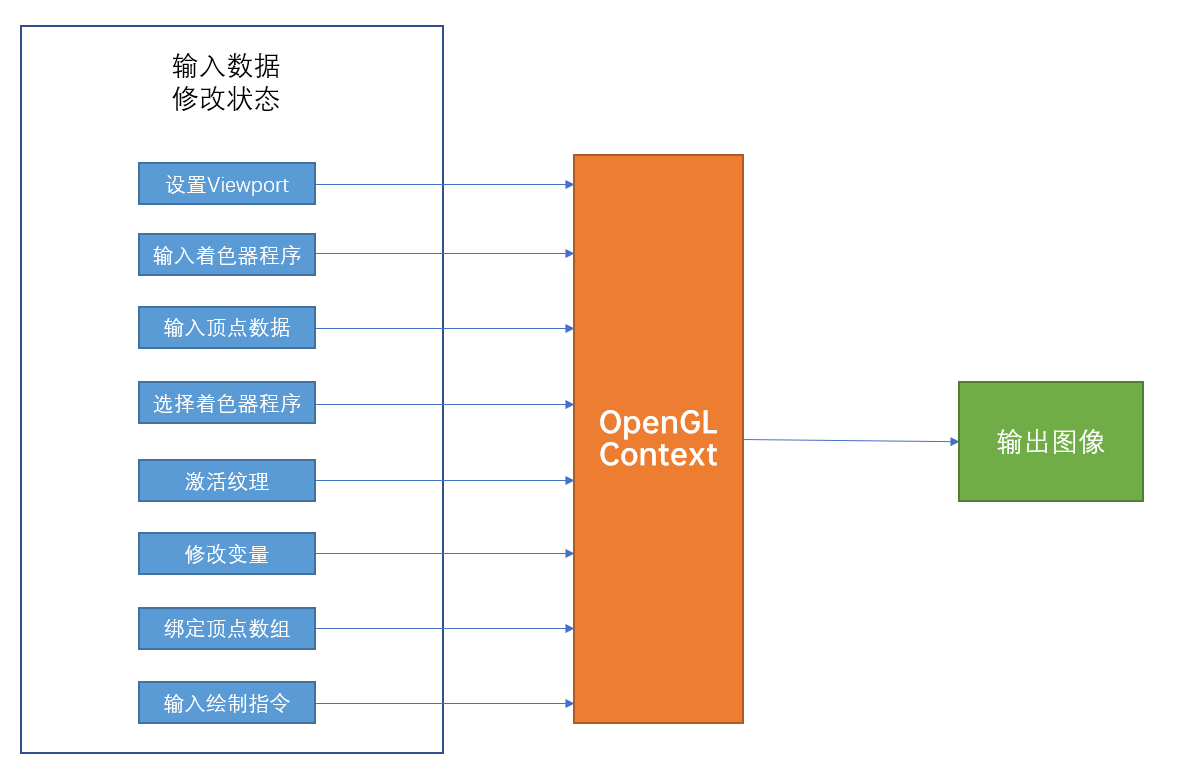 输入数据
修改状态
设置Viewport
输入着色器程序
输入顶点数据
选择着色器程序
激活纹理
修改变量
绑定顶点数组
输入绘制指令
OpenGL
Context
输出图像